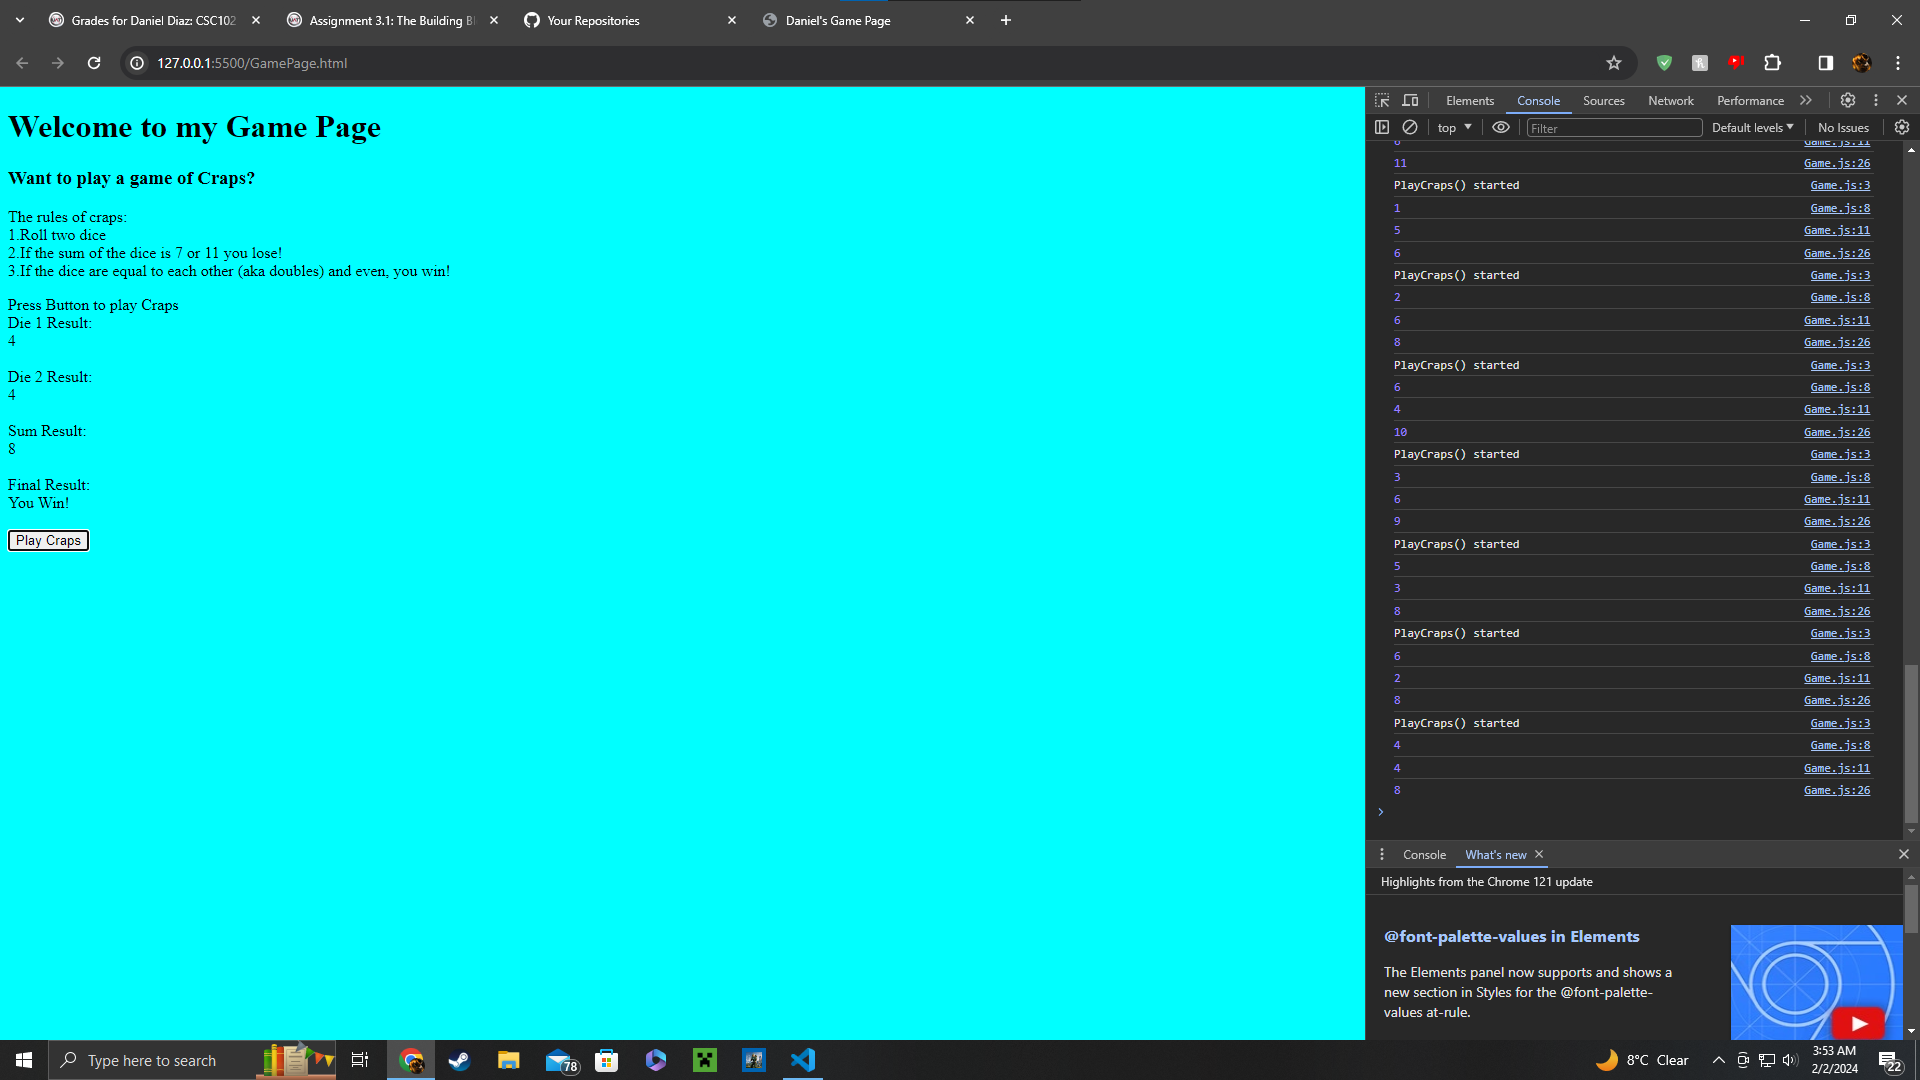 Grades for Daniel Diaz: CSC102
Assignment 3.1: The Building Bl
Your Repositories
Daniel's Game Page
127.0.0.1:5500/GamePage.html
Welcome to my Game Page
Want to play a game of Craps?
The rules of craps:
1.Roll two dice
2.If the sum of the dice is 7 or 11 you lose!
3.If the dice are equal to each other (aka doubles) and even, you win!
Press Button to play Craps
Die 1 Result:
4
Die 2 Result:
4
Sum Result:
8
Final Result:
You Win!
Play Craps
Elements Console Sources Network Performance
top Filter Default levels No Issues
6 Game.js:11
11 Game.js:26
PlayCraps() started Game.js:3
1 Game.js:8
5 Game.js:11
6 Game.js:26
PlayCraps() started Game.js:3
2 Game.js:8
6 Game.js:11
8 Game.js:26
PlayCraps() started Game.js:3
6 Game.js:8
4 Game.js:11
10 Game.js:26
PlayCraps() started Game.js:3
3 Game.js:8
6 Game.js:11
9 Game.js:26
PlayCraps() started Game.js:3
5 Game.js:8
3 Game.js:11
8 Game.js:26
PlayCraps() started Game.js:3
6 Game.js:8
2 Game.js:11
8 Game.js:26
PlayCraps() started Game.js:3
4 Game.js:8
4 Game.js:11
8 Game.js:26
Console What's new
Highlights from the Chrome 121 update
@font-palette-values in Elements
The Elements panel now supports and shows a
new section in Styles for the @font-palette-
values at-rule.
Type here to search
78
8°C Clear
3:53 AM
2/2/2024
22